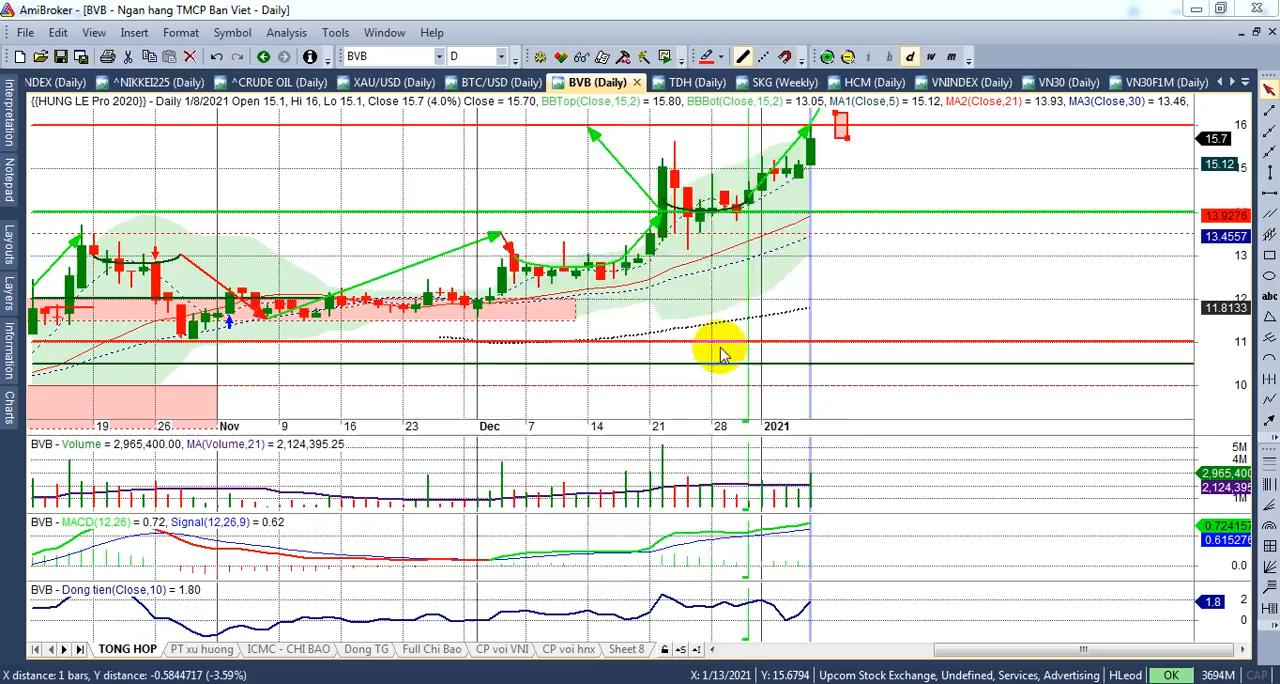 AmiBroker - [BVB - Ngan hang TMCP Ban Viet - Daily]
File Edit View Insert Format Symbol Analysis Tools Window Help
BVB D i h d w m
NDEX (Daily) ^NIKKEI225 (Daily) ^CRUDE OIL (Daily) XAU/USD (Daily) BTC/USD (Daily) BVB (Daily) TDH (Daily) SKG (Weekly) HCM (Daily) VNINDEX (Daily) VN30 (Daily) VN30F1M (Daily)
Interpretation
Notepad
Layouts
Layers
Information
Charts
abc
{{HUNG LE Pro 2020}} - Daily 1/8/2021 Open 15.1, Hi 16, Lo 15.1, Close 15.7 (4.0%) Close = 15.70, BBTop(Close,15,2) = 15.80, BBBot(Close,15,2) = 13.05, MA1(Close,5) = 15.12, MA2(Close,21) = 13.93, MA3(Close,30) = 13.46,
16
15.7
15.12
15
13.9276
13.4557
13
12
11.8133
11
10
19 26 Nov 9 16 23 Dec 7 14 21 28 2021
BVB - Volume = 2,965,400.00, MA(Volume,21) = 2,124,394.25
5M
4M
2,965,400
2,124,395
1M
BVB - MACD(12,26) = 0.72, Signal(12,26,9) = 0.62
0.724157
0.615276
0.0
BVB - Dong tien(Close,10) = 1.80
2
1.8
0
TONG HOP PT xu huong ICMC - CHI BAO Dong TG Full Chi Bao CP voi VNI CP voi hnx Sheet 8
X distance: 1 bars, Y distance: -0.5844717 (-3.59%) X: 1/13/2021 Y: 15.6794 Upcom Stock Exchange, Undefined, Services, Advertising HLeod OK 3694M CAP